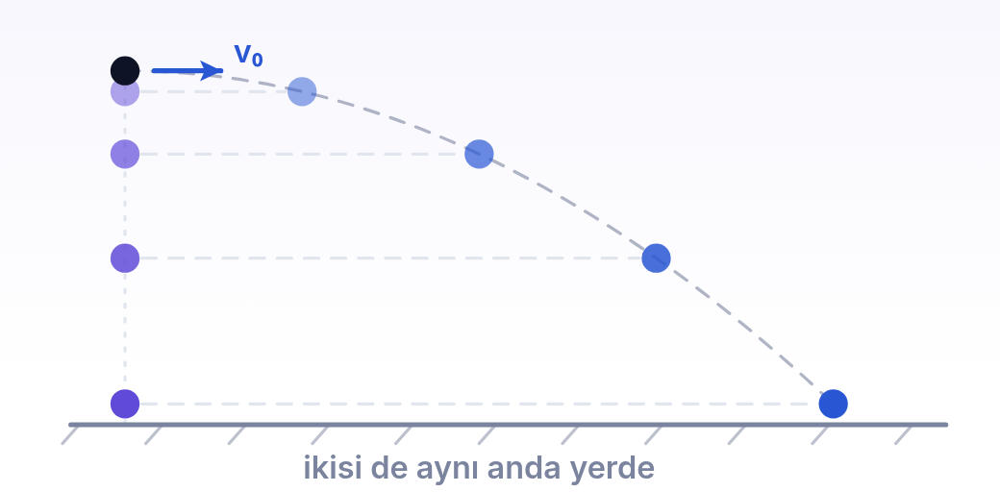 v₀
ikisi de aynı anda yerde